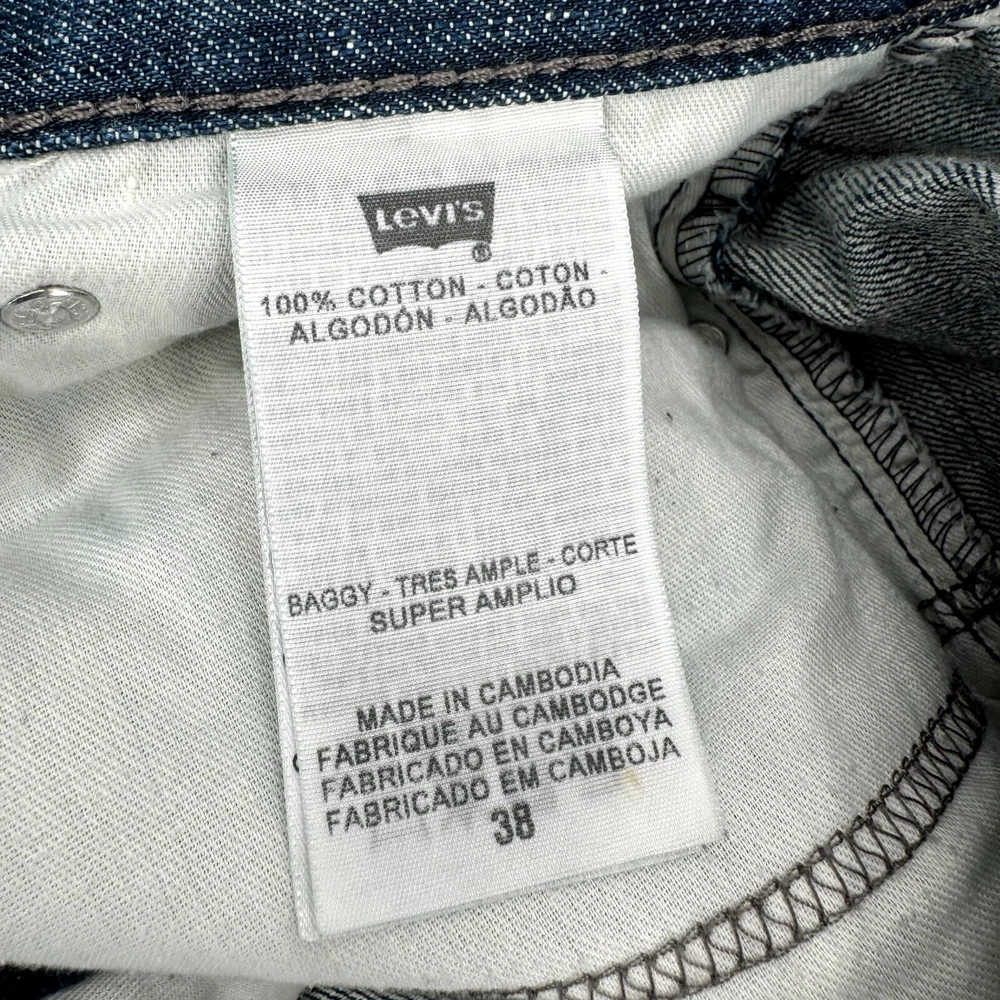 Levi's
®
100% COTTON - COTON -
ALGODÓN - ALGODÃO
BAGGY - TRES AMPLE - CORTE
SUPER AMPLIO
MADE IN CAMBODIA
FABRIQUE AU CAMBODGE
FABRICADO EN CAMBOYA
FABRICADO EM CAMBOJA
38